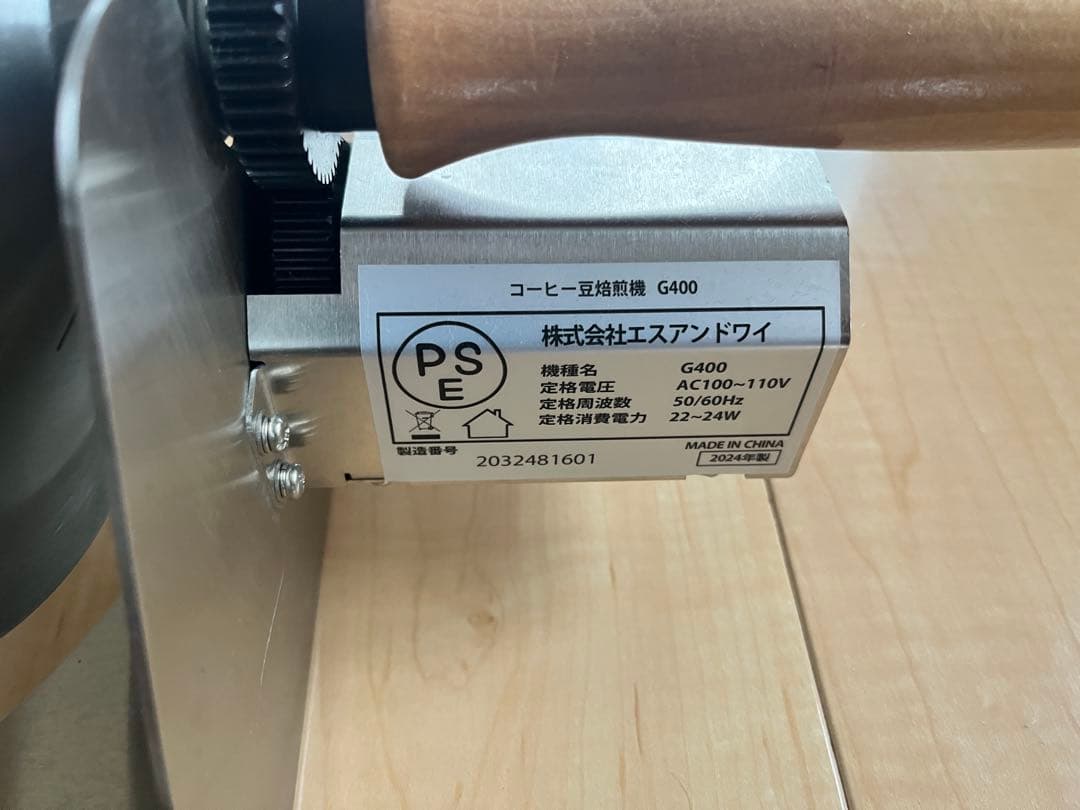 コーヒー豆焙煎機 G400
PSE
株式会社エスアンドワイ
機種名 G400
定格電圧 AC100~110V
定格周波数 50/60Hz
定格消費電力 22~24W
製造番号 2032481601
MADE IN CHINA
2024年製